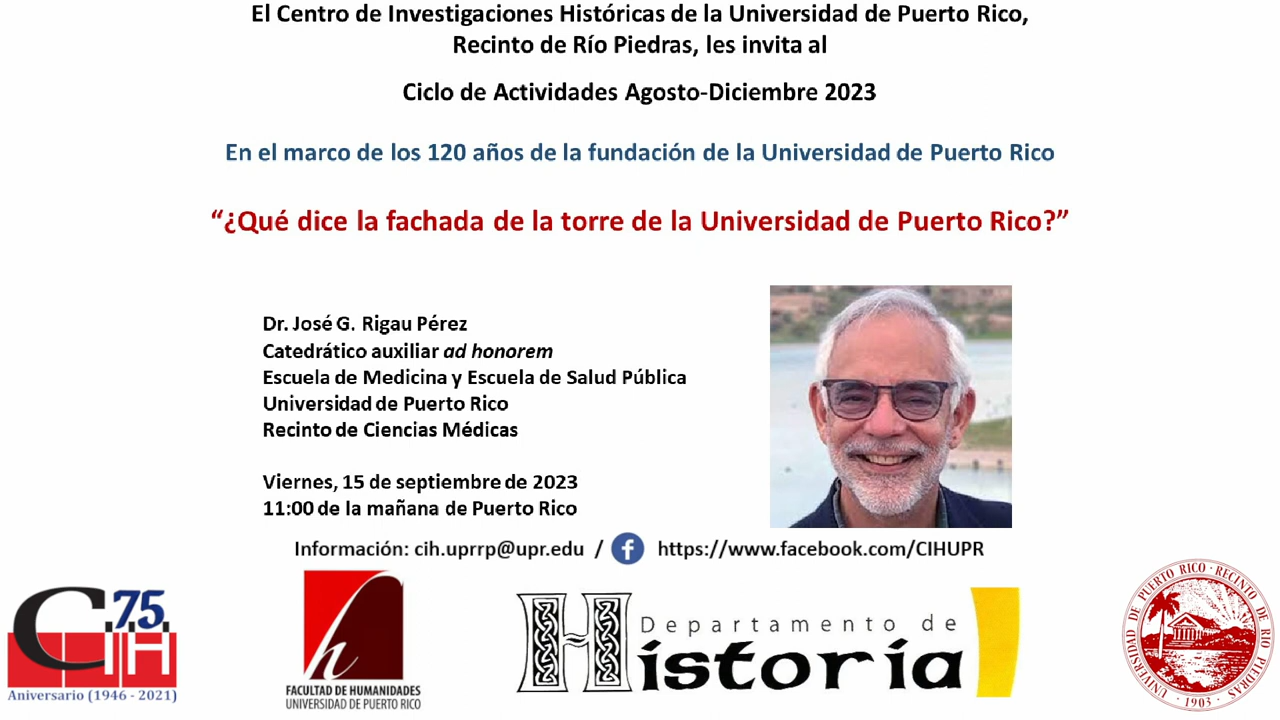 El Centro de Investigaciones Históricas de la Universidad de Puerto Rico,
Recinto de Río Piedras, les invita al
Ciclo de Actividades Agosto-Diciembre 2023
En el marco de los 120 años de la fundación de la Universidad de Puerto Rico
“¿Qué dice la fachada de la torre de la Universidad de Puerto Rico?”
Dr. José G. Rigau Pérez
Catedrático auxiliar ad honorem
Escuela de Medicina y Escuela de Salud Pública
Universidad de Puerto Rico
Recinto de Ciencias Médicas
Viernes, 15 de septiembre de 2023
11:00 de la mañana de Puerto Rico
Información: cih.uprrp@upr.edu / f https://www.facebook.com/CIHUPR
C.I.H. 75
Aniversario (1946 - 2021)
h
FACULTAD DE HUMANIDADES
UNIVERSIDAD DE PUERTO RICO
Departamento de
Historia
UNIVERSIDAD DE PUERTO RICO · RECINTO DE RÍO PIEDRAS
· 1903 ·